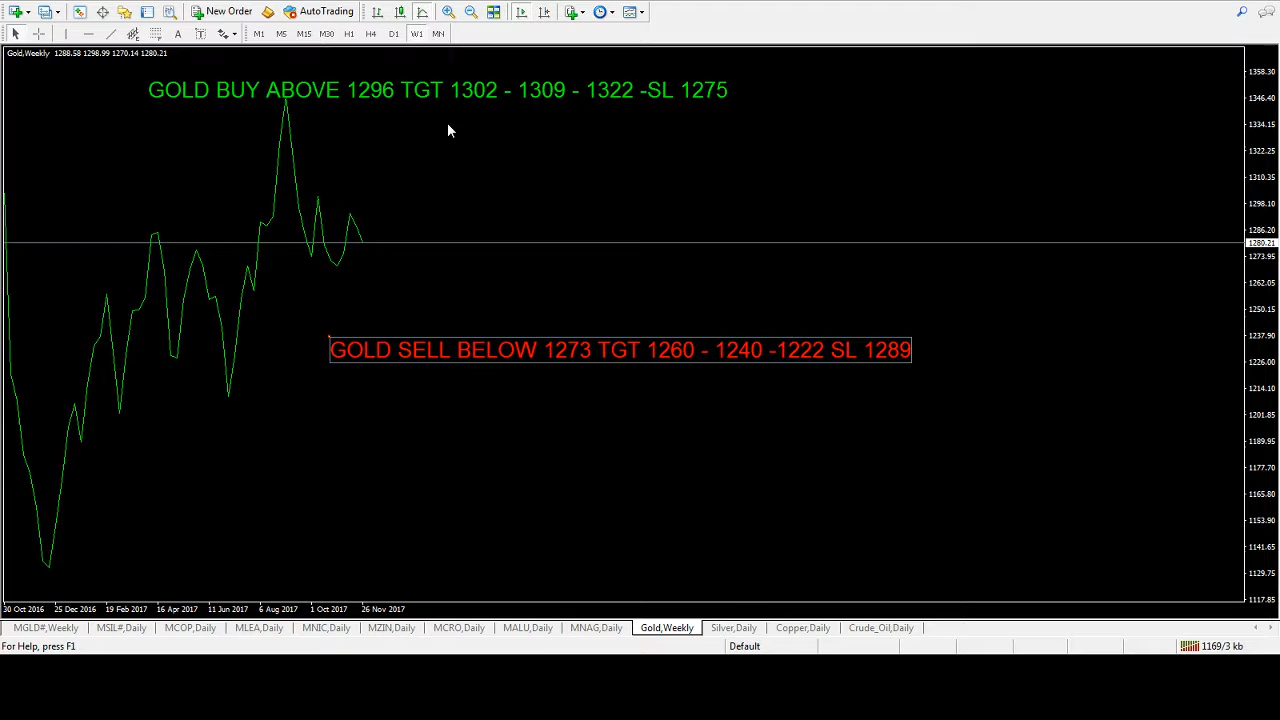 New Order AutoTrading
A T M1 M5 M15 M30 H1 H4 D1 W1 MN
Gold,Weekly 1288.58 1298.99 1270.14 1280.21
GOLD BUY ABOVE 1296 TGT 1302 - 1309 - 1322 -SL 1275
GOLD SELL BELOW 1273 TGT 1260 - 1240 -1222 SL 1289
1358.30
1346.40
1334.15
1322.25
1310.35
1298.10
1286.20
1280.21
1273.95
1262.05
1250.15
1237.90
1226.00
1214.10
1201.85
1189.95
1177.70
1165.80
1153.90
1141.65
1129.75
1117.85
30 Oct 2016 25 Dec 2016 19 Feb 2017 16 Apr 2017 11 Jun 2017 6 Aug 2017 1 Oct 2017 26 Nov 2017
MGLD#,Weekly MSIL#,Daily MCOP,Daily MLEA,Daily MNIC,Daily MZIN,Daily MCRO,Daily MALU,Daily MNAG,Daily Gold,Weekly Silver,Daily Copper,Daily Crude_Oil,Daily
For Help, press F1 Default 1169/3 kb